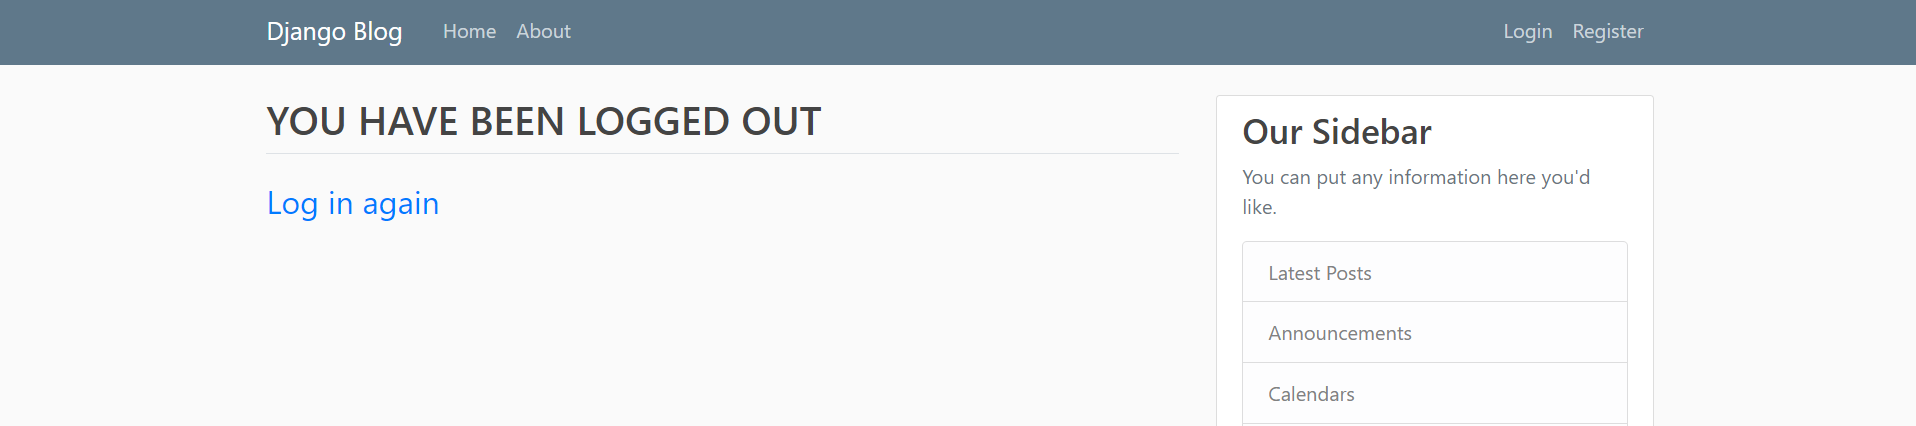 Django Blog Home About Login Register
YOU HAVE BEEN LOGGED OUT
Log in again
Our Sidebar
You can put any information here you'd
like.
Latest Posts
Announcements
Calendars